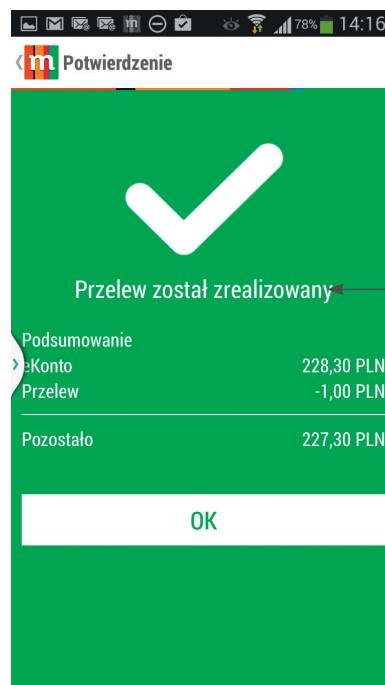 78% 14:16
m Potwierdzenie
Przelew został zrealizowany
Podsumowanie
eKonto 228,30 PLN
Przelew -1,00 PLN
Pozostało 227,30 PLN
OK